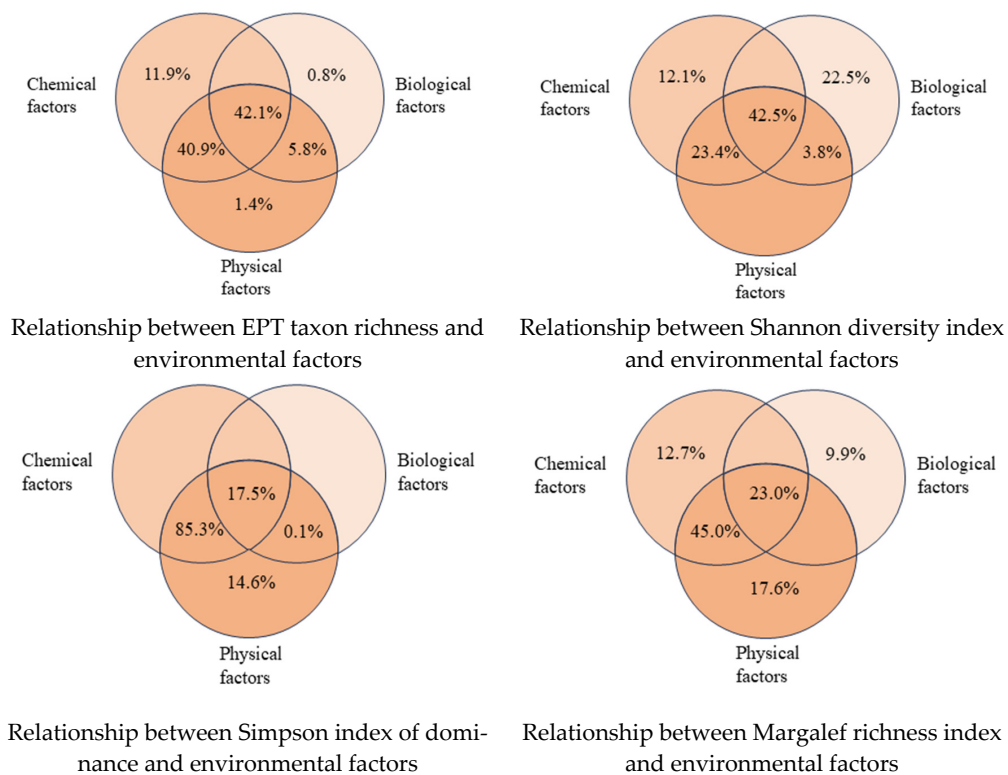 11.9%
0.8%
Chemical
factors
Biological
factors
42.1%
40.9%
5.8%
1.4%
Physical
factors
Relationship between EPT taxon richness and
environmental factors
12.1%
22.5%
Chemical
factors
Biological
factors
42.5%
23.4%
3.8%
Physical
factors
Relationship between Shannon diversity index
and environmental factors
Chemical
factors
Biological
factors
17.5%
85.3%
0.1%
14.6%
Physical
factors
Relationship between Simpson index of domi-
nance and environmental factors
12.7%
9.9%
Chemical
factors
Biological
factors
23.0%
45.0%
17.6%
Physical
factors
Relationship between Margalef richness index
and environmental factors